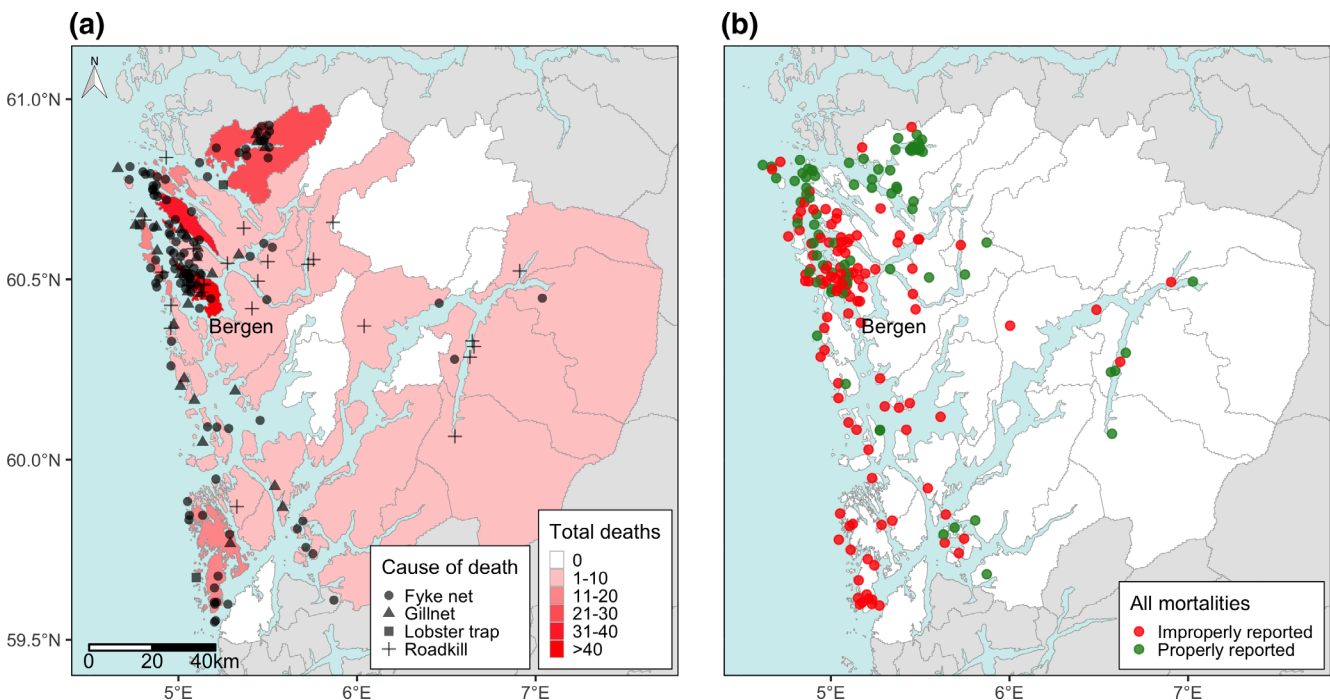 (a)
(b)
N
61.0°N
60.5°N
60.0°N
59.5°N
Bergen
Bergen
Cause of death
Fyke net
Gillnet
Lobster trap
Roadkill
Total deaths
0
1-10
11-20
21-30
31-40
>40
0 20 40km
All mortalities
Improperly reported
Properly reported
5°E 6°E 7°E
5°E 6°E 7°E